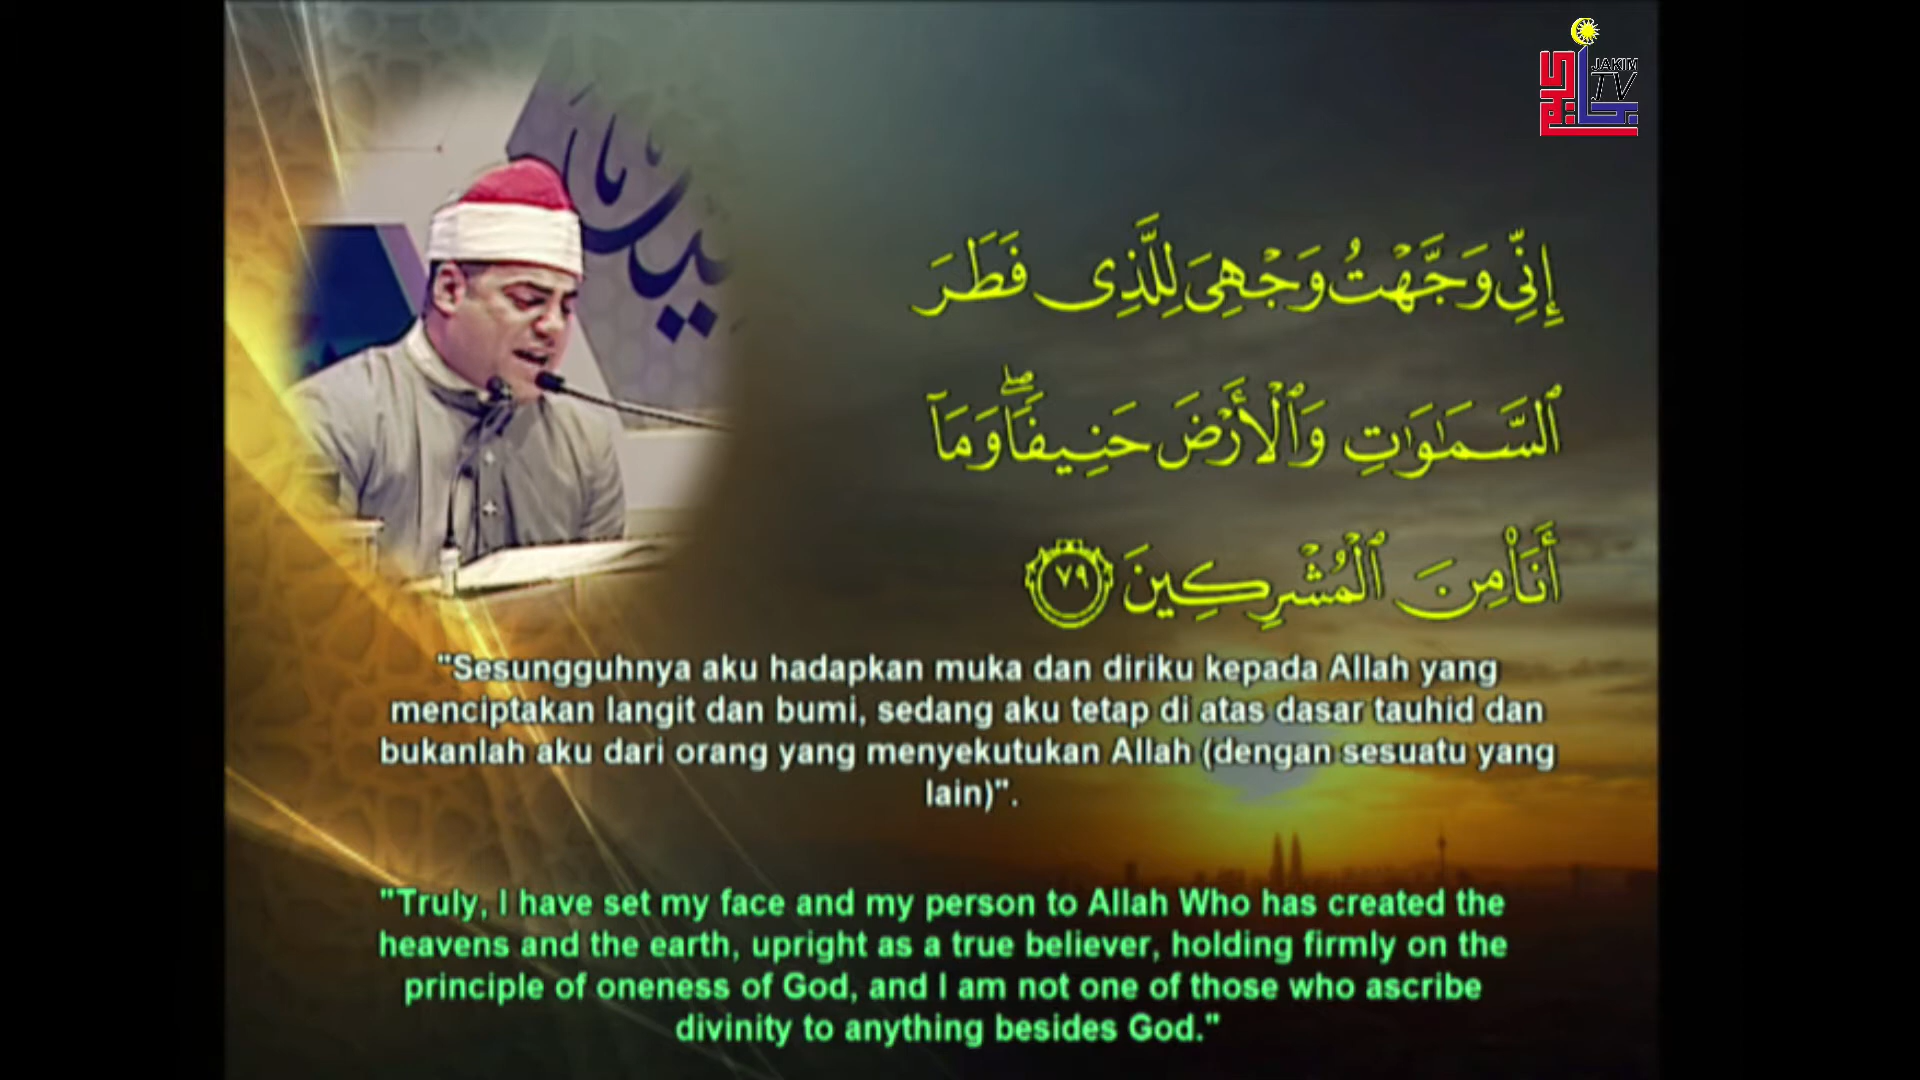 JAKIM
TV
إِنِّى وَجَّهْتُ وَجْهِىَ لِلَّذِى فَطَرَ
ٱلسَّمَـٰوَٰتِ وَٱلْأَرْضَ حَنِيفًا ۖ وَمَآ
أَنَا۠ مِنَ ٱلْمُشْرِكِينَ ٧٩
"Sesungguhnya aku hadapkan muka dan diriku kepada Allah yang
menciptakan langit dan bumi, sedang aku tetap di atas dasar tauhid dan
bukanlah aku dari orang yang menyekutukan Allah (dengan sesuatu yang
lain)".
"Truly, I have set my face and my person to Allah Who has created the
heavens and the earth, upright as a true believer, holding firmly on the
principle of oneness of God, and I am not one of those who ascribe
divinity to anything besides God."